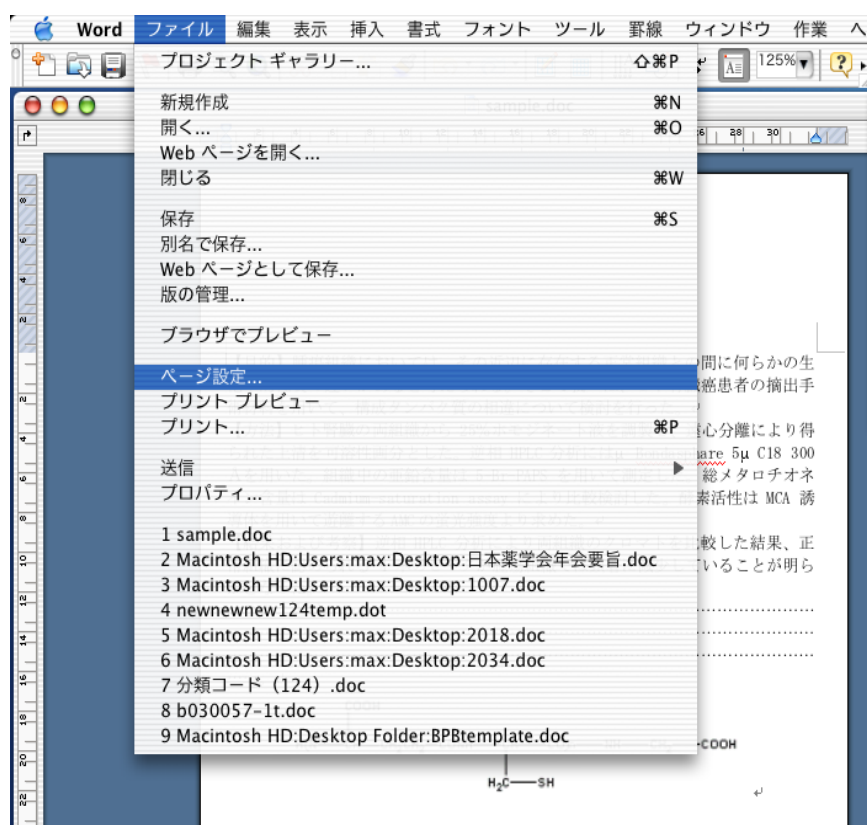 Word ファイル 編集 表示 挿入 書式 フォント ツール 罫線 ウィンドウ 作業
125%
プロジェクト ギャラリー... ⇧⌘P
sample.doc
新規作成 ⌘N
開く... ⌘O
Web ページを開く...
閉じる ⌘W
保存 ⌘S
別名で保存...
Web ページとして保存...
版の管理...
ブラウザでプレビュー
ページ設定...
プリント プレビュー
プリント... ⌘P
送信
プロパティ...
1 sample.doc
2 Macintosh HD:Users:max:Desktop:日本薬学会年会要旨.doc
3 Macintosh HD:Users:max:Desktop:1007.doc
4 newnewnew124temp.dot
5 Macintosh HD:Users:max:Desktop:2018.doc
6 Macintosh HD:Users:max:Desktop:2034.doc
7 分類コード（124）.doc
8 b030057-1t.doc
9 Macintosh HD:Desktop Folder:BPBtemplate.doc
間に何らかの生
癌患者の摘出手
心分離により得
are 5μ C18 300
総メタロチオネ
素活性は MCA 誘
較した結果、正
ていることが明ら
COOH
H₂C—SH